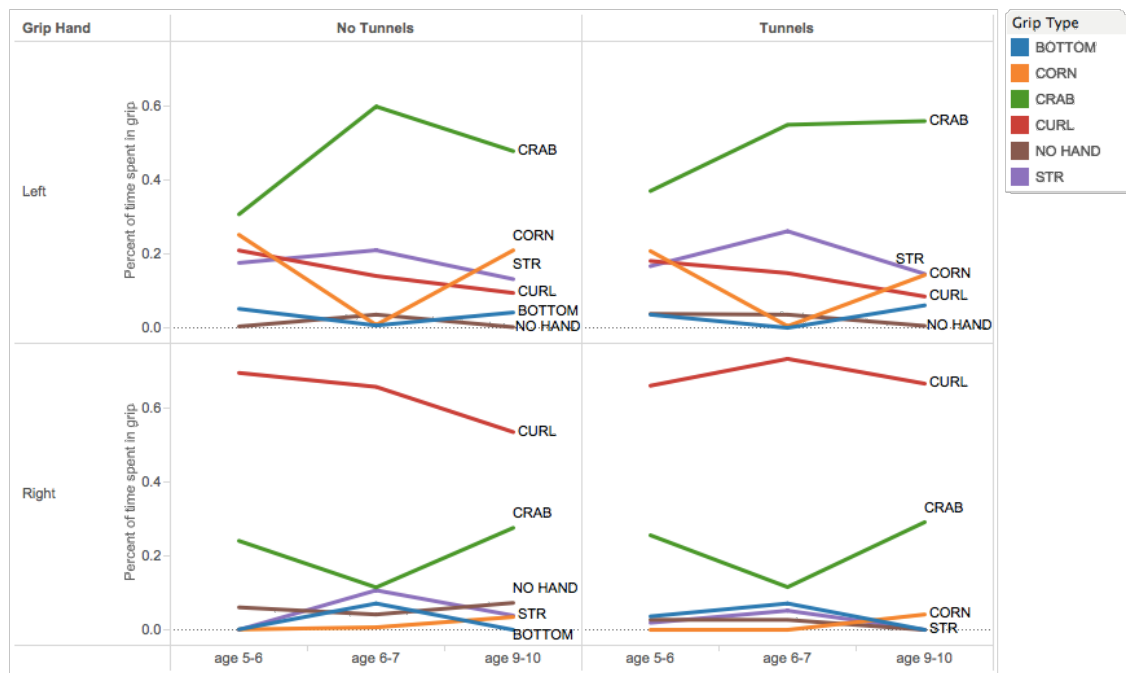 Grip Hand No Tunnels Tunnels
Grip Type
BOTTOM
CORN
CRAB
CURL
NO HAND
STR
Left
Percent of time spent in grip
0.6
0.4
0.2
0.0
CRAB
CORN
STR
CURL
BOTTOM
NO HAND
CRAB
STR
CORN
CURL
NO HAND
Right
Percent of time spent in grip
0.6
0.4
0.2
0.0
CURL
CRAB
NO HAND
STR
BOTTOM
CURL
CRAB
CORN
STR
age 5-6 age 6-7 age 9-10 age 5-6 age 6-7 age 9-10